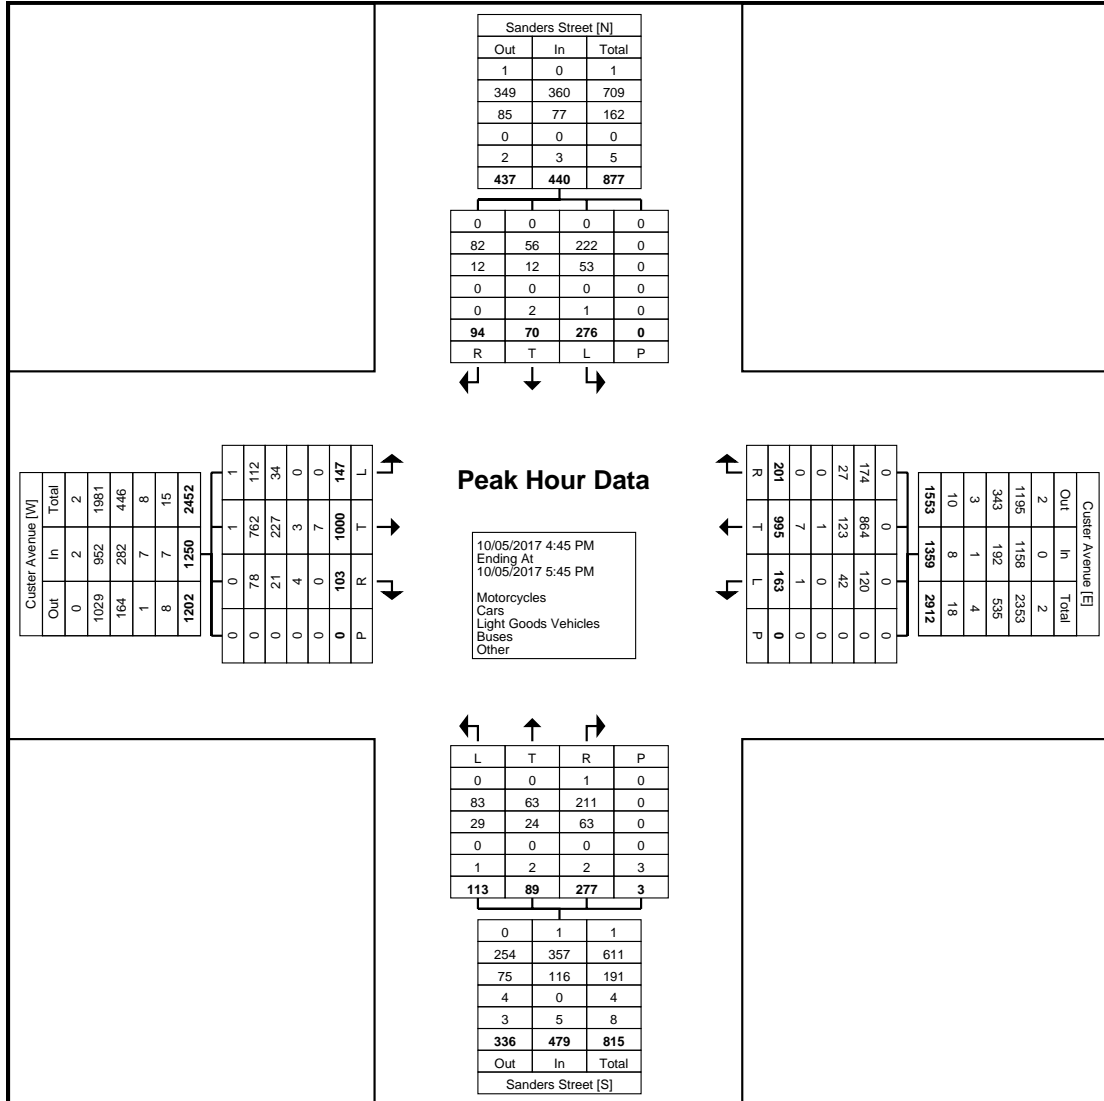 Sanders Street [N]
Out In Total
1 0 1
349 360 709
85 77 162
0 0 0
2 3 5
437 440 877
0 0 0 0
82 56 222 0
12 12 53 0
0 0 0 0
0 2 1 0
94 70 276 0
R T L P
Custer Avenue [W]
Total In Out
2 2 0
1981 952 1029
446 282 164
8 7 1
15 7 8
2452 1250 1202
1 1 0 0
112 762 78 0
34 227 21 0
0 3 4 0
0 7 0 0
147 1000 103 0
L T R P
Peak Hour Data
10/05/2017 4:45 PM
Ending At
10/05/2017 5:45 PM
Motorcycles
Cars
Light Goods Vehicles
Buses
Other
R T L P
201 995 163 0
0 7 1 0
0 1 0 0
27 123 42 0
174 864 120 0
0 0 0 0
1553 1359 2912
10 8 18
3 1 4
343 192 535
1195 1158 2353
2 0 2
Out In Total
Custer Avenue [E]
L T R P
0 0 1 0
83 63 211 0
29 24 63 0
0 0 0 0
1 2 2 3
113 89 277 3
0 1 1
254 357 611
75 116 191
4 0 4
3 5 8
336 479 815
Out In Total
Sanders Street [S]